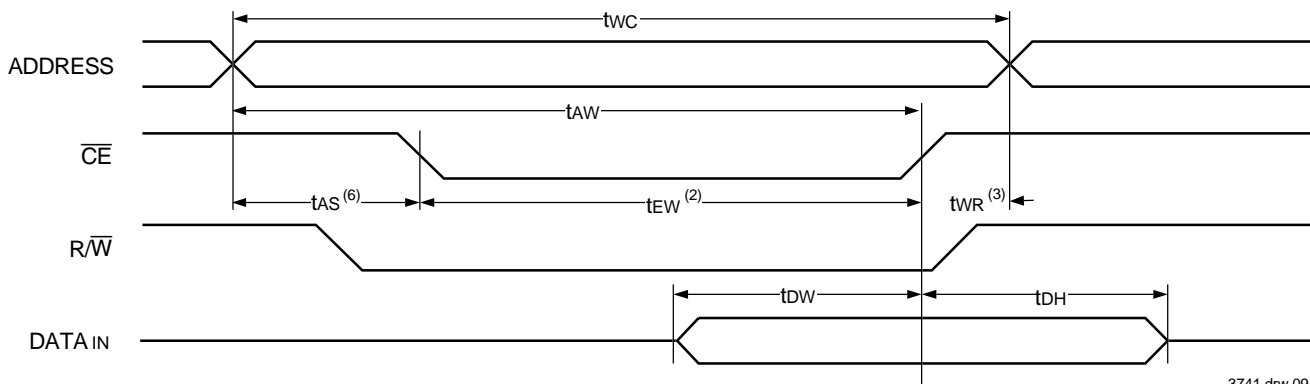 tWC
ADDRESS
tAW
CE
tAS (6) tEW (2) tWR (3)
R/W
tDW tDH
DATA IN
3741 drw 09